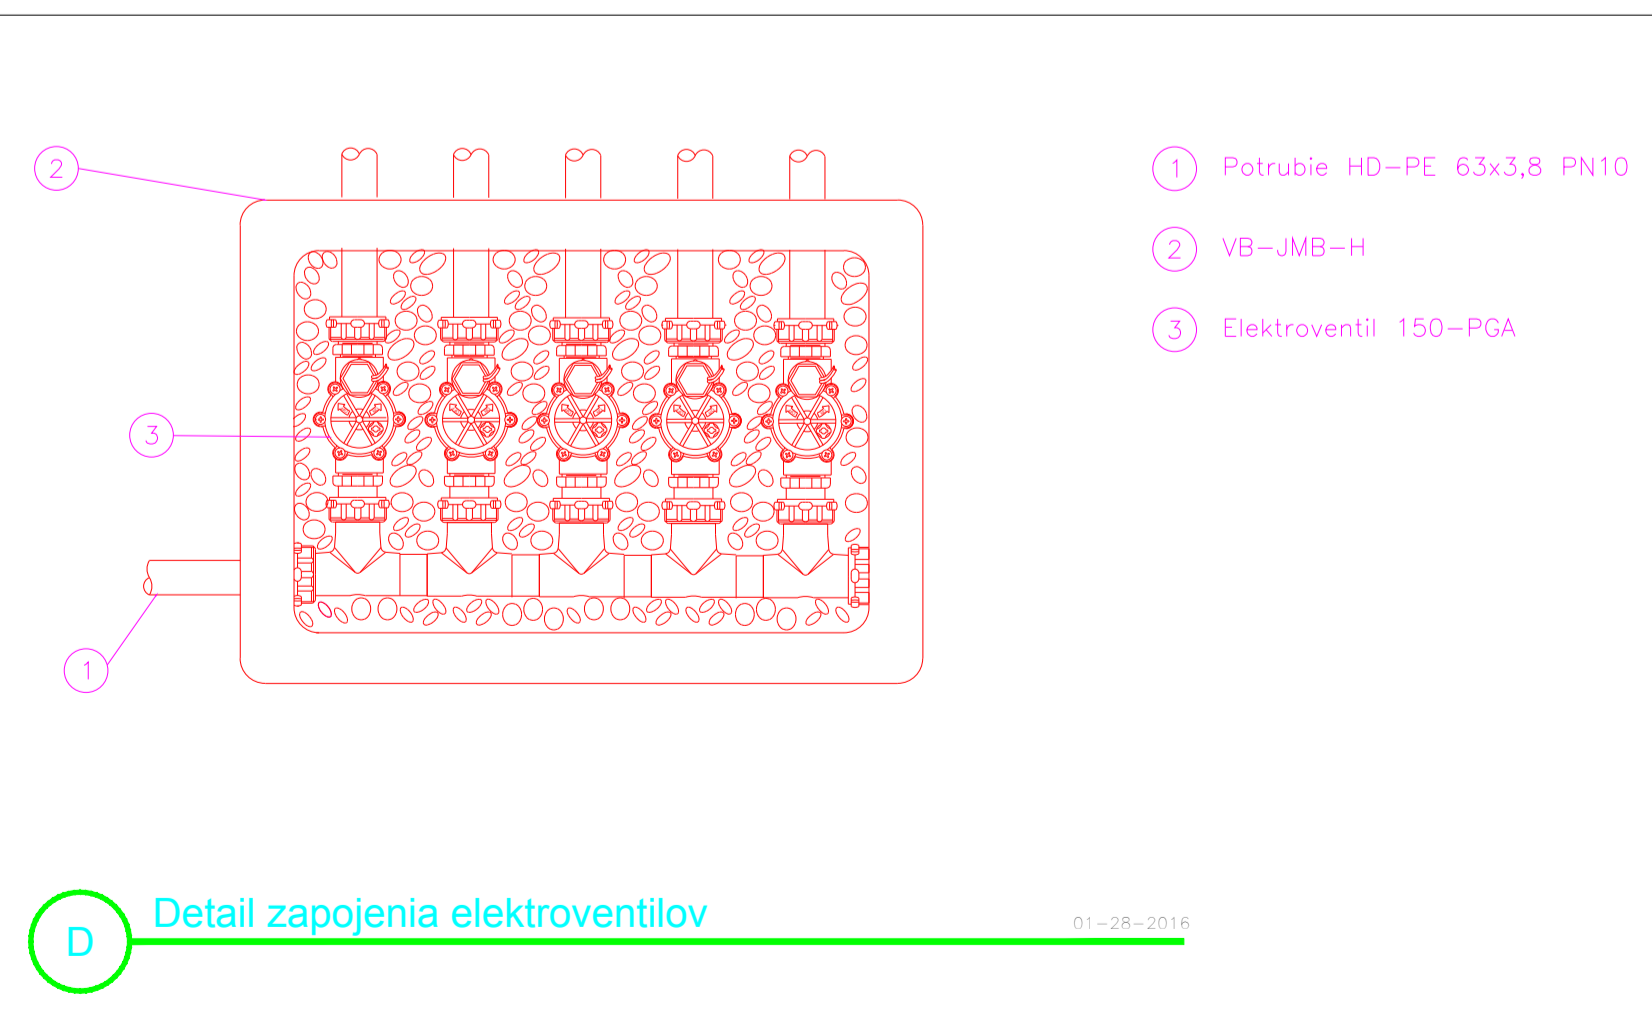 2
3
1
1 Potrubie HD-PE 63x3,8 PN10
2 VB-JMB-H
3 Elektroventil 150-PGA
D Detail zapojenia elektroventilov
01-28-2016